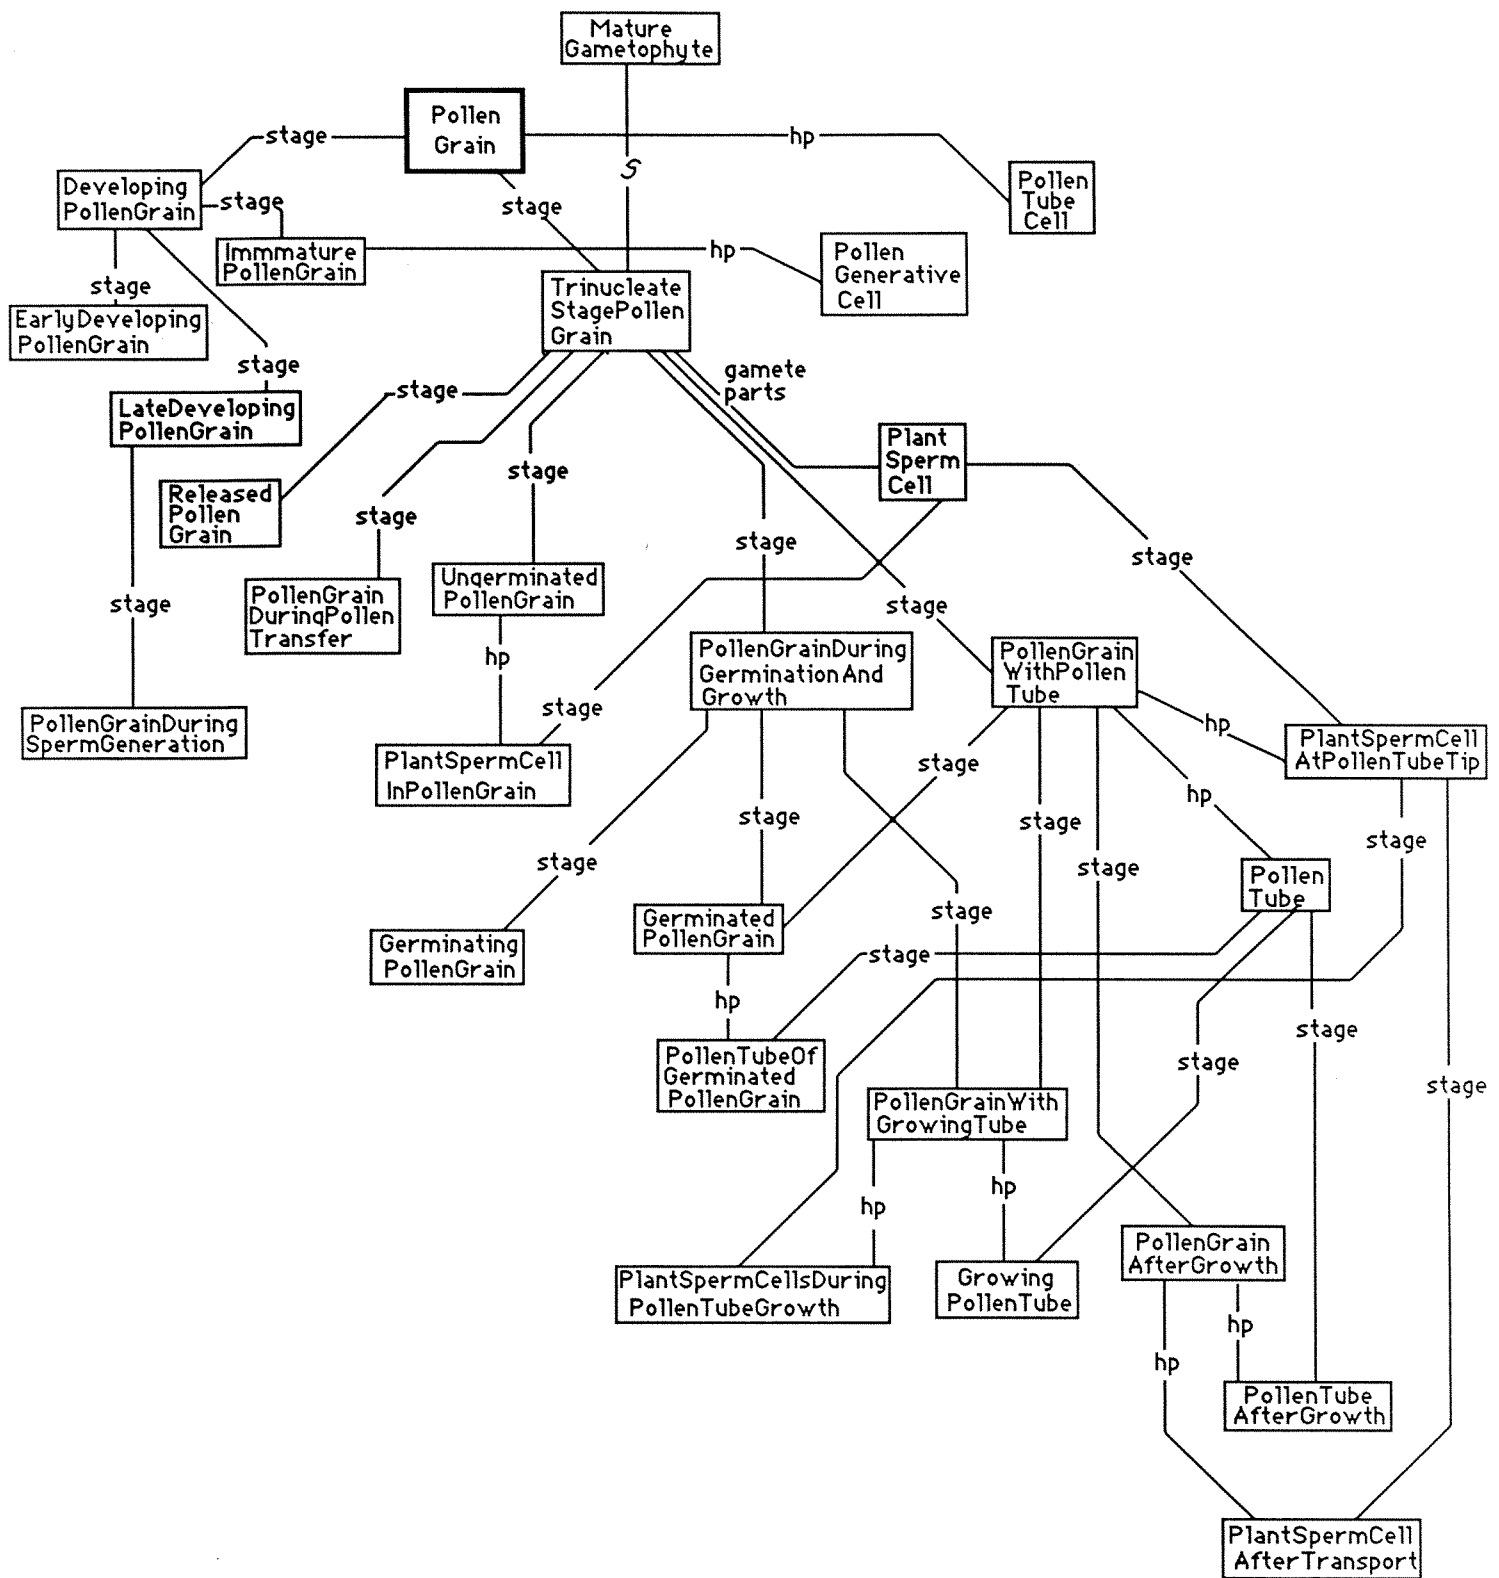 Mature
Gametophyte
Pollen
Grain
stage
hp
S
Developing
PollenGrain
stage
stage
Pollen
Tube
Cell
Immmature
PollenGrain
hp
Pollen
Generative
Cell
stage
Trinucleate
StagePollen
Grain
EarlyDeveloping
PollenGrain
stage
gamete
parts
stage
LateDeveloping
PollenGrain
Plant
Sperm
Cell
stage
Released
Pollen
Grain
stage
stage
stage
Ungerminated
PollenGrain
PollenGrain
DuringPollen
Transfer
stage
stage
hp
PollenGrainDuring
GerminationAnd
Growth
PollenGrain
WithPollen
Tube
PollenGrainDuring
SpermGeneration
stage
hp
PlantSpermCell
AtPollenTubeTip
PlantSpermCell
InPollenGrain
stage
hp
stage
stage
stage
stage
stage
Pollen
Tube
stage
Germinated
PollenGrain
Germinating
PollenGrain
stage
hp
stage
PollenTubeOf
Germinated
PollenGrain
stage
stage
PollenGrainWith
GrowingTube
hp
hp
PollenGrain
AfterGrowth
PlantSpermCellsDuring
PollenTubeGrowth
Growing
PollenTube
hp
hp
PollenTube
AfterGrowth
PlantSpermCell
AfterTransport